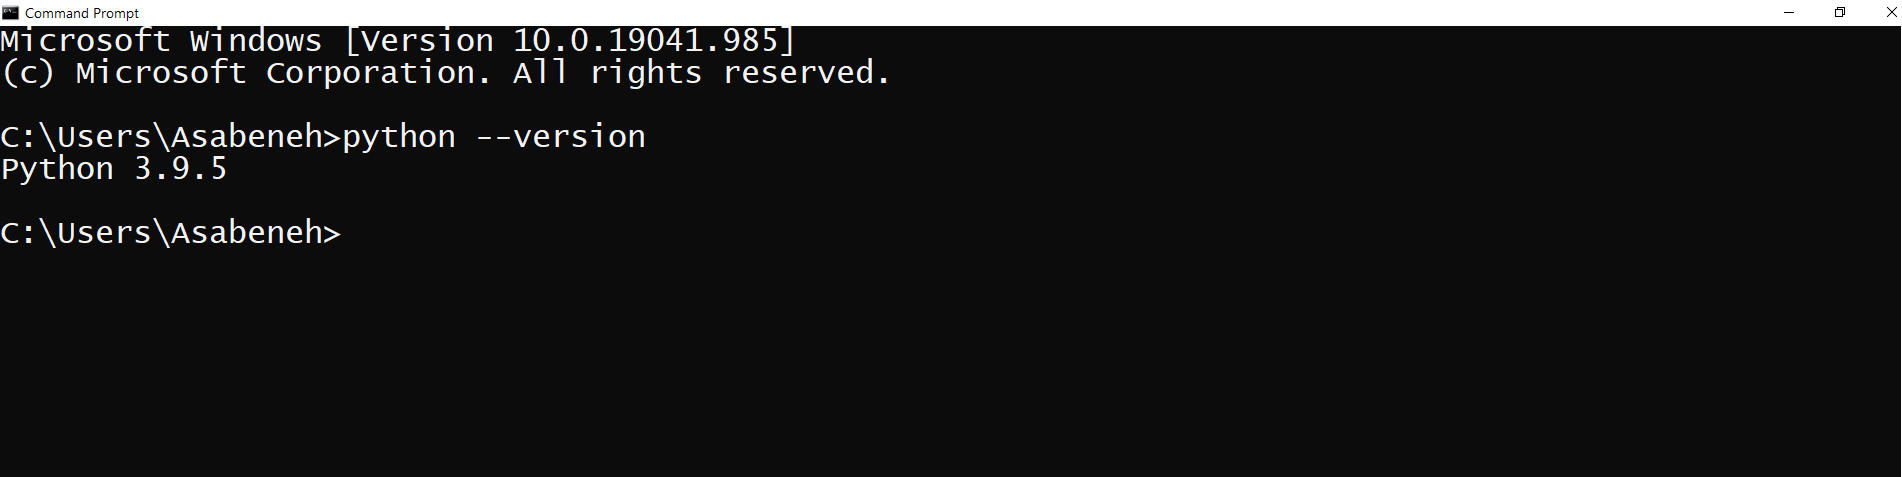 Command Prompt
Microsoft Windows [Version 10.0.19041.985]
(c) Microsoft Corporation. All rights reserved.
C:\Users\Asabeneh>python --version
Python 3.9.5
C:\Users\Asabeneh>